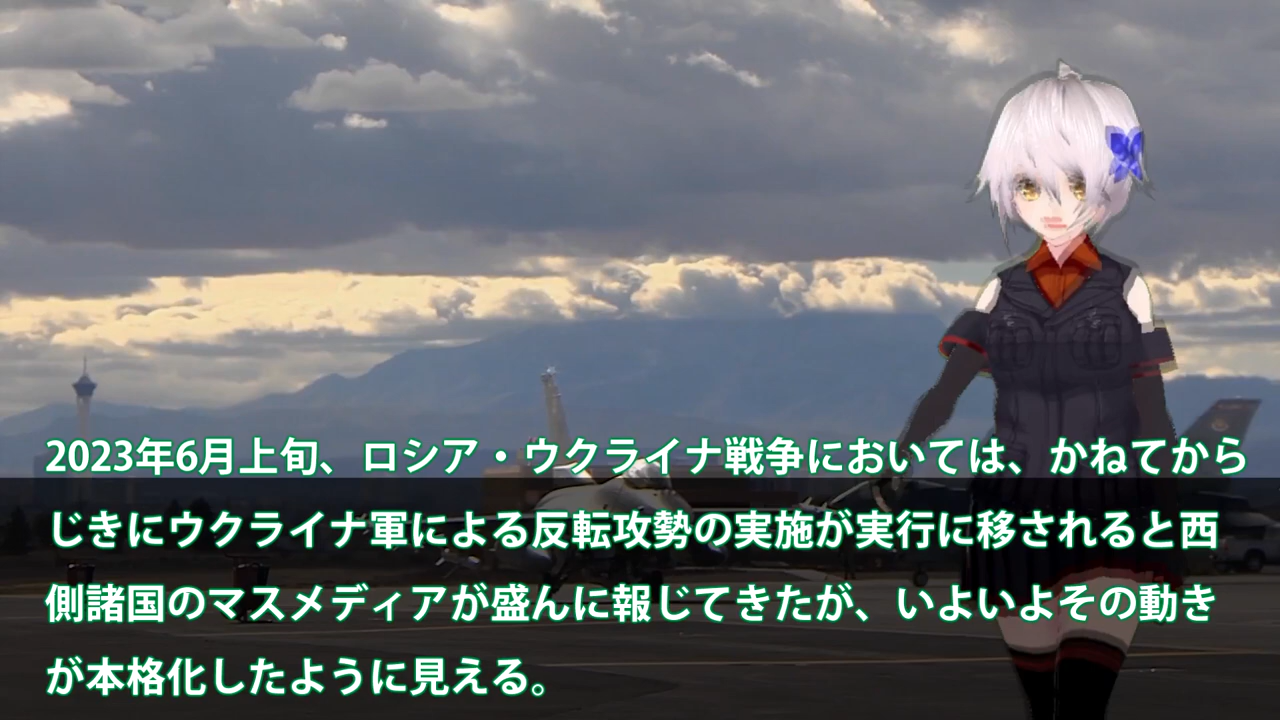 2023年6月上旬、ロシア・ウクライナ戦争においては、かねてから
じきにウクライナ軍による反転攻勢の実施が実行に移されると西
側諸国のマスメディアが盛んに報じてきたが、いよいよその動き
が本格化したように見える。